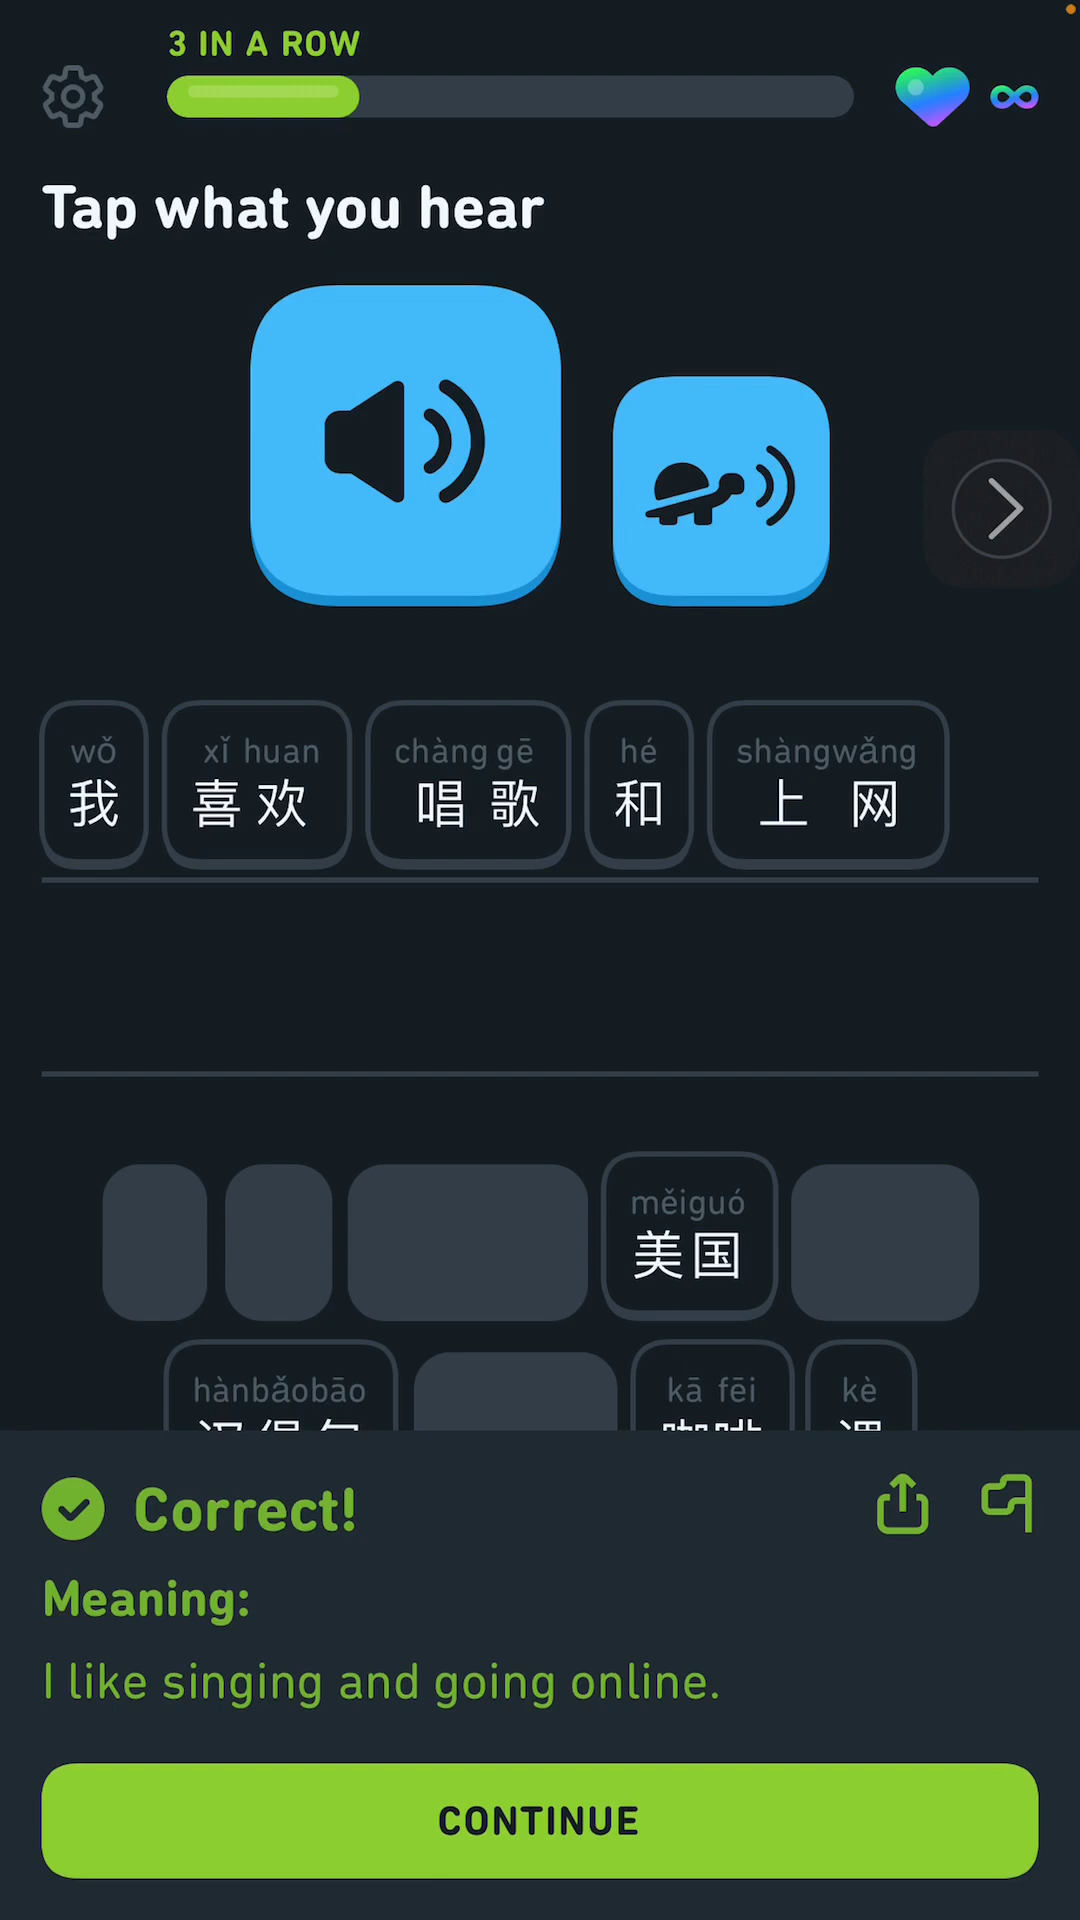 3 IN A ROW
Tap what you hear
wǒ xǐ huan chàng gē hé shàngwǎng
我 喜欢 唱歌 和 上网
měiguó
美国
hànbǎobāo kā fēi kè
Correct!
Meaning:
I like singing and going online.
CONTINUE